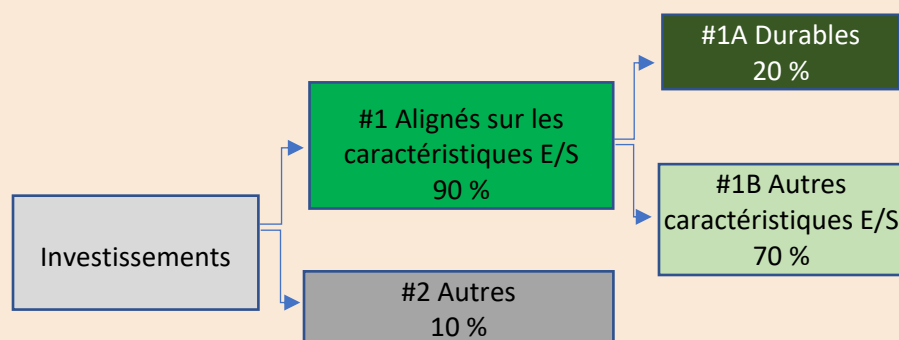 Investissements
#1 Alignés sur les
caractéristiques E/S
90 %
#2 Autres
10 %
#1A Durables
20 %
#1B Autres
caractéristiques E/S
70 %